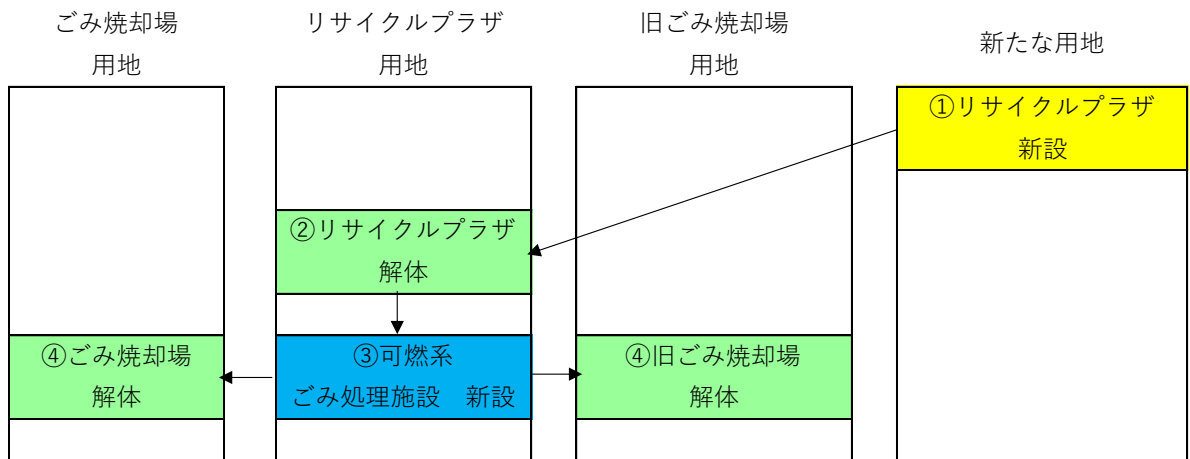 ごみ焼却場
用地
リサイクルプラザ
用地
旧ごみ焼却場
用地
新たな用地
①リサイクルプラザ
新設
②リサイクルプラザ
解体
④ごみ焼却場
解体
③可燃系
ごみ処理施設　新設
④旧ごみ焼却場
解体